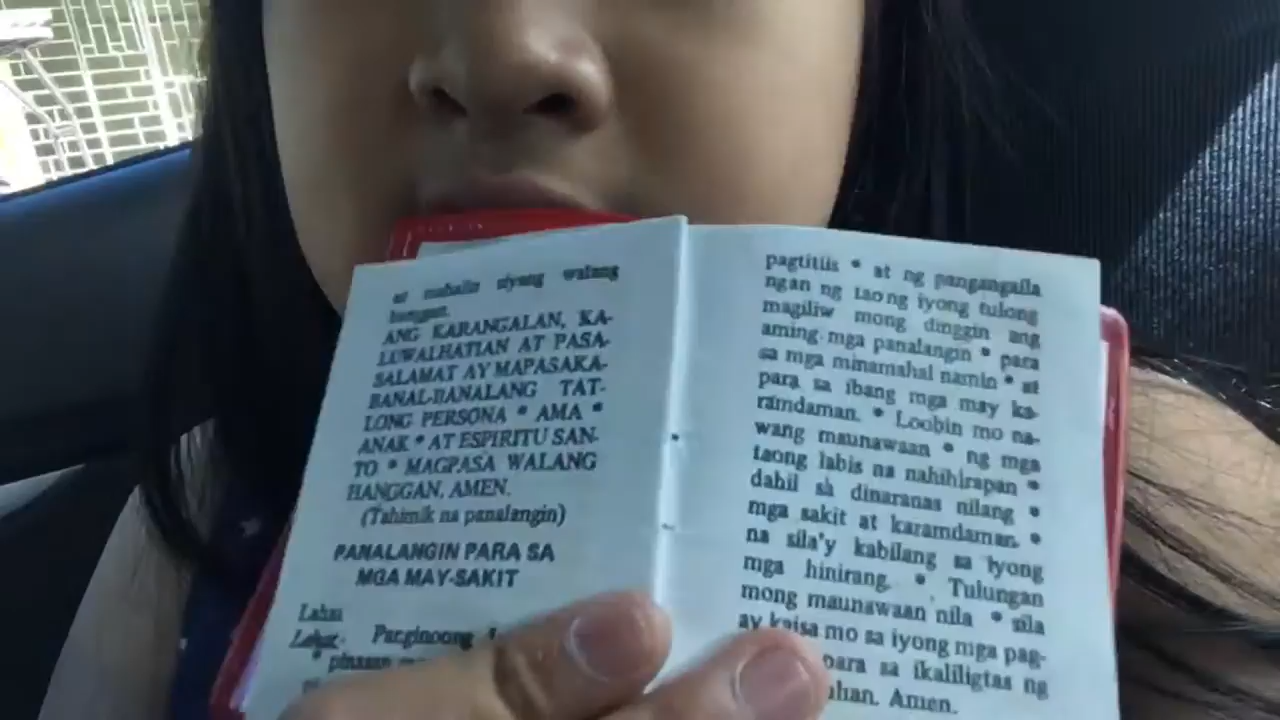 at mahalin niyang walang
hanggan.
ANG KARANGALAN, KA-
LUWALHATIAN AT PASA-
SALAMAT AY MAPASAKA-
BANAL-BANALANG TAT-
LONG PERSONA * AMA *
ANAK * AT ESPIRITU SAN-
TO * MAGPASA WALANG
HANGGAN. AMEN.
(Tahimik na panalangin)
PANALANGIN PARA SA
MGA MAY-SAKIT
Lahat
Panginoong
pagtitiis * at ng pangangaila
ngan ng taong iyong tulong
magiliw mong dinggin ang
aming mga panalangin * para
sa mga minamahal namin * at
para sa ibang mga may ka-
ramdaman. * Loobin mo na-
wang maunawaan * ng mga
taong labis na nahihirapan *
dahil sa dinaranas nilang *
mga sakit at karamdaman. *
na sila'y kabilang sa iyong
mga hinirang. * Tulungan
mong maunawaan nila * sila
ay kaisa mo sa iyong mga pag-
para sa ikaliligtas ng
Amen.